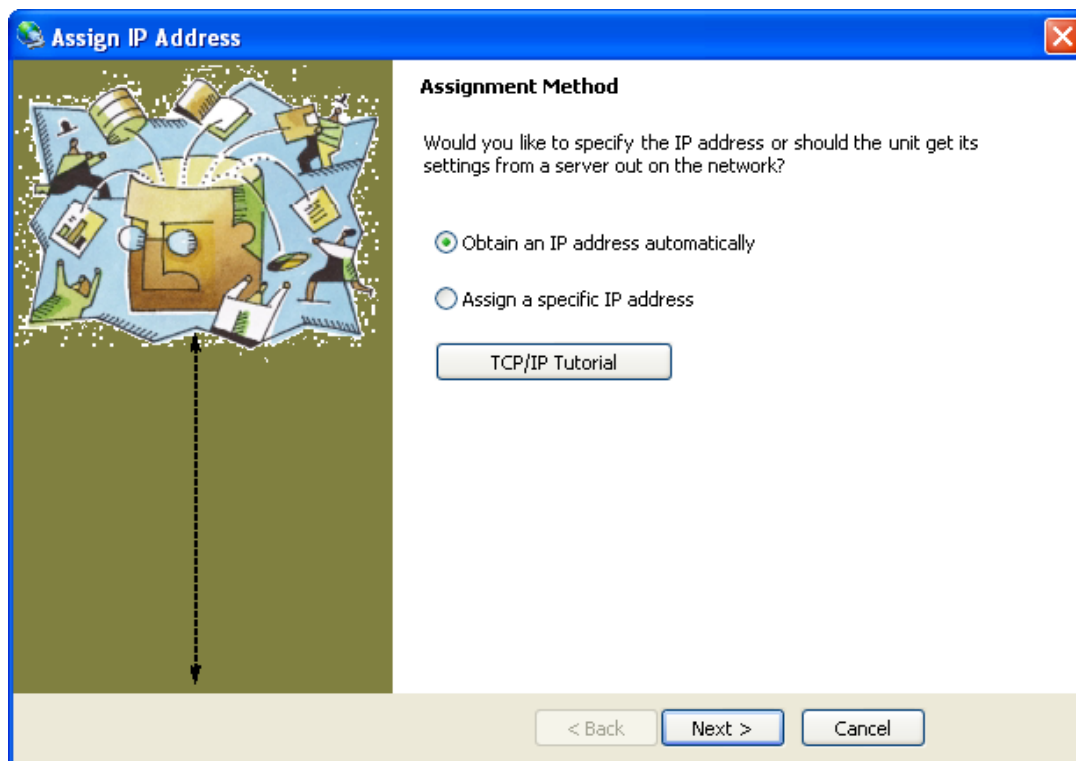 Assign IP Address
Assignment Method
Would you like to specify the IP address or should the unit get its
settings from a server out on the network?
Obtain an IP address automatically
Assign a specific IP address
TCP/IP Tutorial
< Back
Next >
Cancel